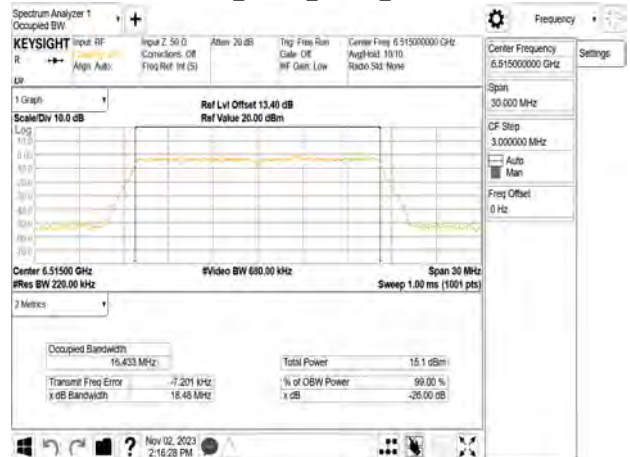 Spectrum Analyzer 1
Occupied BW
+
Frequency
KEYSIGHT
Input: RF
Input Z: 50 Ω
Atten: 20 dB
Trig: Free Run
Center Freq: 6.515000000 GHz
R
Corrections: Off
Gate: Off
Avg|Hold: 10/10
Align: Auto
Freq Ref: Int (S)
#IF Gain: Low
Radio Std: None
Center Frequency
6.515000000 GHz
Settings
Span
30.000 MHz
CF Step
3.000000 MHz
Auto
Man
Freq Offset
0 Hz
1 Graph
Ref Lvl Offset 13.40 dB
Scale/Div 10.0 dB
Ref Value 20.00 dBm
Log
Center 6.51500 GHz
#Video BW 680.00 kHz
Span 30 MHz
#Res BW 220.00 kHz
Sweep 1.00 ms (1001 pts)
2 Metrics
Occupied Bandwidth
16.433 MHz
Total Power
15.1 dBm
Transmit Freq Error
-7.201 kHz
% of OBW Power
99.00 %
x dB Bandwidth
18.48 MHz
x dB
-26.00 dB
?
Nov 02, 2023
2:16:28 PM